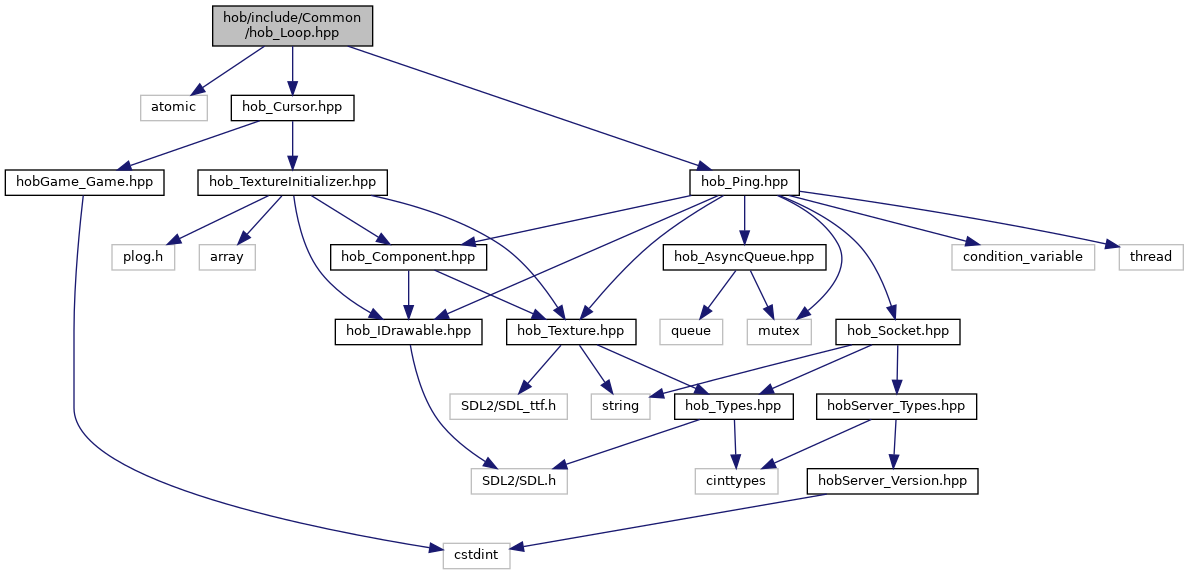 hob/include/Common
/hob_Loop.hpp
atomic
hob_Cursor.hpp
hobGame_Game.hpp
hob_TextureInitializer.hpp
hob_Ping.hpp
plog.h
array
hob_Component.hpp
hob_AsyncQueue.hpp
condition_variable
thread
hob_IDrawable.hpp
hob_Texture.hpp
queue
mutex
hob_Socket.hpp
SDL2/SDL_ttf.h
string
hob_Types.hpp
hobServer_Types.hpp
SDL2/SDL.h
cinttypes
hobServer_Version.hpp
cstdint